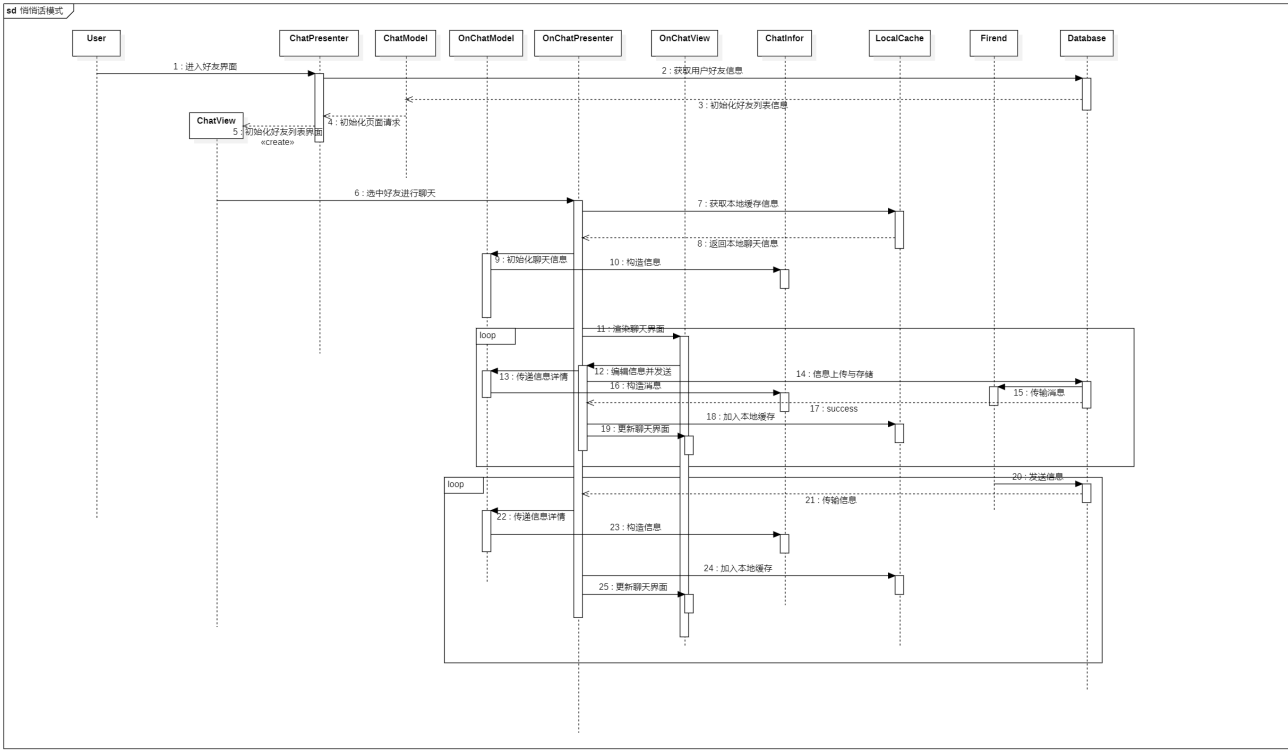 sd 悄悄话模式
User
ChatPresenter
ChatModel
OnChatModel
OnChatPresenter
OnChatView
ChatInfor
LocalCache
Firend
Database
1 : 进入好友界面
2 : 获取用户好友信息
3 : 初始化好友列表信息
ChatView
4 : 初始化页面请求
5 : 初始化好友列表界面
«create»
6 : 选中好友进行聊天
7 : 获取本地缓存信息
8 : 返回本地聊天信息
9 : 初始化聊天信息
10 : 构造信息
loop
11 : 渲染聊天界面
12 : 编辑信息并发送
13 : 传递信息详情
14 : 信息上传与存储
15 : 传输消息
16 : 构造消息
17 : success
18 : 加入本地缓存
19 : 更新聊天界面
loop
20 : 发送信息
21 : 传输信息
22 : 传递信息详情
23 : 构造信息
24 : 加入本地缓存
25 : 更新聊天界面